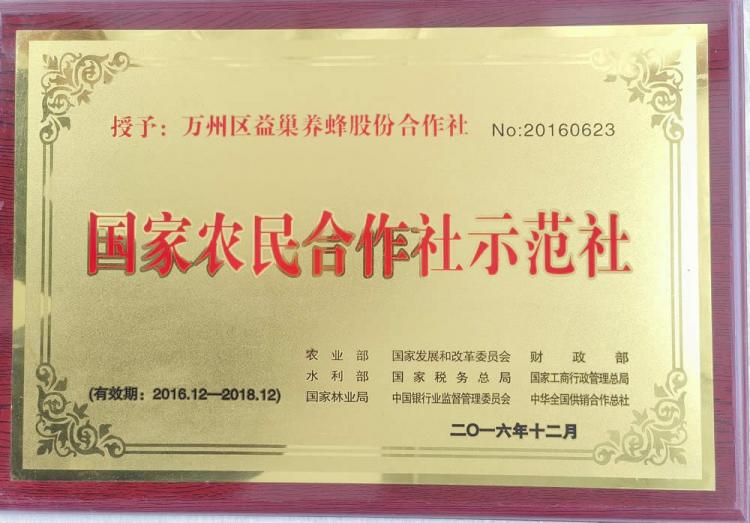 授予：万州区益巢养蜂股份合作社 No:20160623
国家农民合作社示范社
农业部 国家发展和改革委员会 财政部
水利部 国家税务总局 国家工商行政管理总局
(有效期：2016.12—2018.12) 国家林业局 中国银行业监督管理委员会 中华全国供销合作总社
二〇一六年十二月